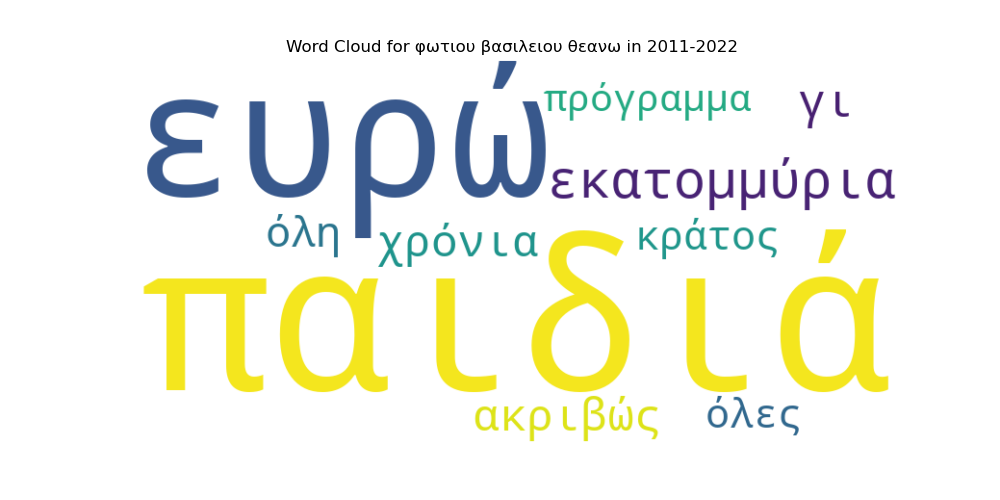 Word Cloud for φωτιου βασιλειου θεανω in 2011-2022
ευρώ πρόγραμμα γι
εκατομμύρια
όλη χρόνια κράτος
παιδιά
ακριβώς όλες